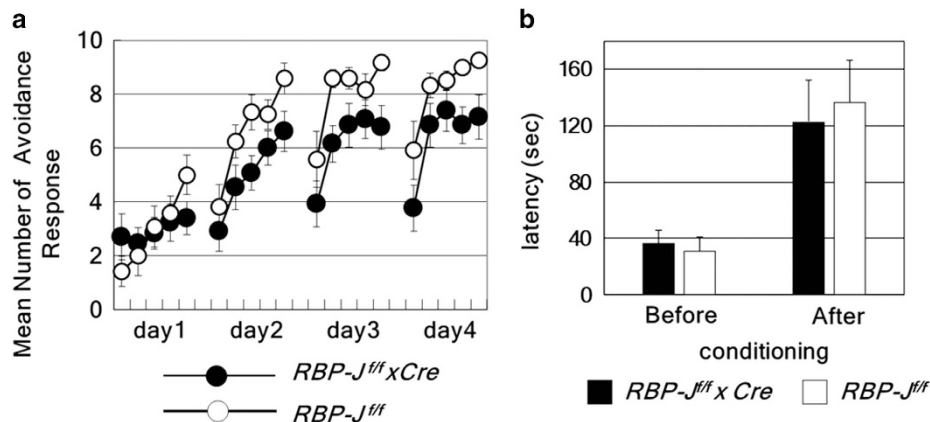 a
Mean Number of Avoidance
Response
10
8
6
4
2
0
day1 day2 day3 day4
RBP-J^f/f xCre
RBP-J^f/f
b
latency (sec)
160
120
80
40
0
Before After
conditioning
RBP-J^f/f x Cre RBP-J^f/f